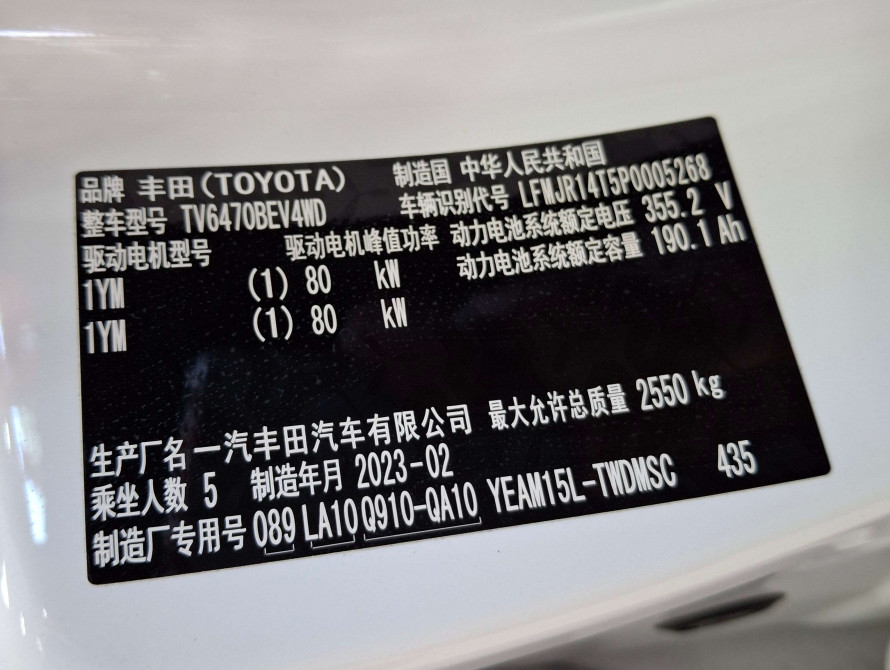 品牌 丰田(TOYOTA) 制造国 中华人民共和国
整车型号 TV6470BEV4WD 车辆识别代号 LFMJR14T5P0005268
驱动电机型号 驱动电机峰值功率 动力电池系统额定电压 355.2 V
1YM (1) 80 kW 动力电池系统额定容量 190.1 Ah
1YM (1) 80 kW
生产厂名 一汽丰田汽车有限公司 最大允许总质量 2550 kg
乘坐人数 5 制造年月 2023-02
制造厂专用号 089 LA10 Q910-QA10 YEAM15L-TWDMSC 435